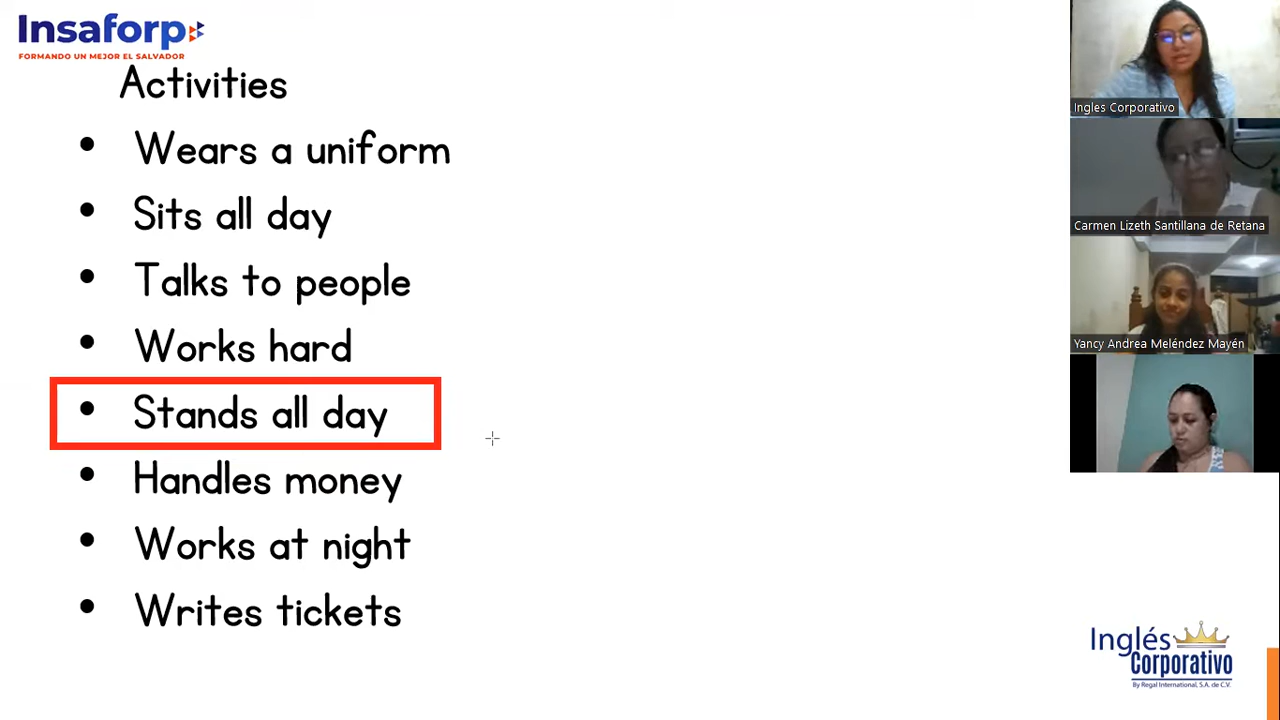 Insaforp
FORMANDO UN MEJOR EL SALVADOR
Activities
• Wears a uniform
• Sits all day
• Talks to people
• Works hard
• Stands all day
• Handles money
• Works at night
• Writes tickets
Ingles Corporativo
Carmen Lizeth Santillana de Retana
Yancy Andrea Meléndez Mayén
Inglés
Corporativo
By Regal International, S.A. de C.V.